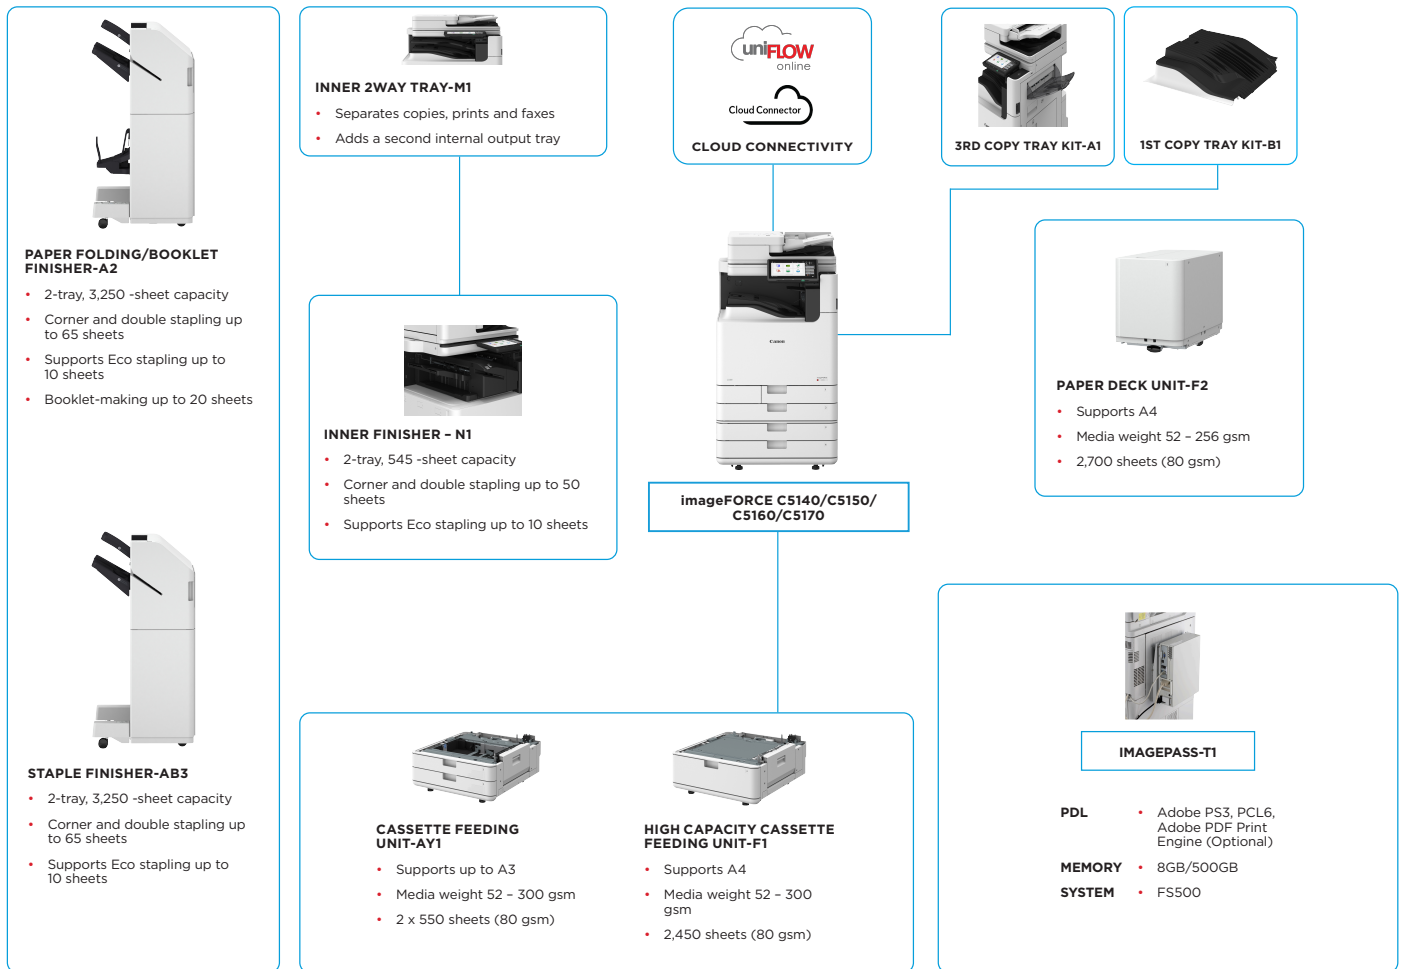 PAPER FOLDING/BOOKLET
FINISHER-A2
• 2-tray, 3,250 -sheet capacity
• Corner and double stapling up
to 65 sheets
• Supports Eco stapling up to
10 sheets
• Booklet-making up to 20 sheets
STAPLE FINISHER-AB3
• 2-tray, 3,250 -sheet capacity
• Corner and double stapling up
to 65 sheets
• Supports Eco stapling up to
10 sheets
INNER 2WAY TRAY-M1
• Separates copies, prints and faxes
• Adds a second internal output tray
INNER FINISHER – N1
• 2-tray, 545 -sheet capacity
• Corner and double stapling up to 50
sheets
• Supports Eco stapling up to 10 sheets
uniFLOW
online
Cloud Connector
CLOUD CONNECTIVITY
3RD COPY TRAY KIT-A1
1ST COPY TRAY KIT-B1
Canon
imageFORCE C5140/C5150/
C5160/C5170
PAPER DECK UNIT-F2
• Supports A4
• Media weight 52 – 256 gsm
• 2,700 sheets (80 gsm)
CASSETTE FEEDING
UNIT-AY1
• Supports up to A3
• Media weight 52 – 300 gsm
• 2 x 550 sheets (80 gsm)
HIGH CAPACITY CASSETTE
FEEDING UNIT-F1
• Supports A4
• Media weight 52 – 300
gsm
• 2,450 sheets (80 gsm)
IMAGEPASS-T1
PDL • Adobe PS3, PCL6,
Adobe PDF Print
Engine (Optional)
MEMORY • 8GB/500GB
SYSTEM • FS500